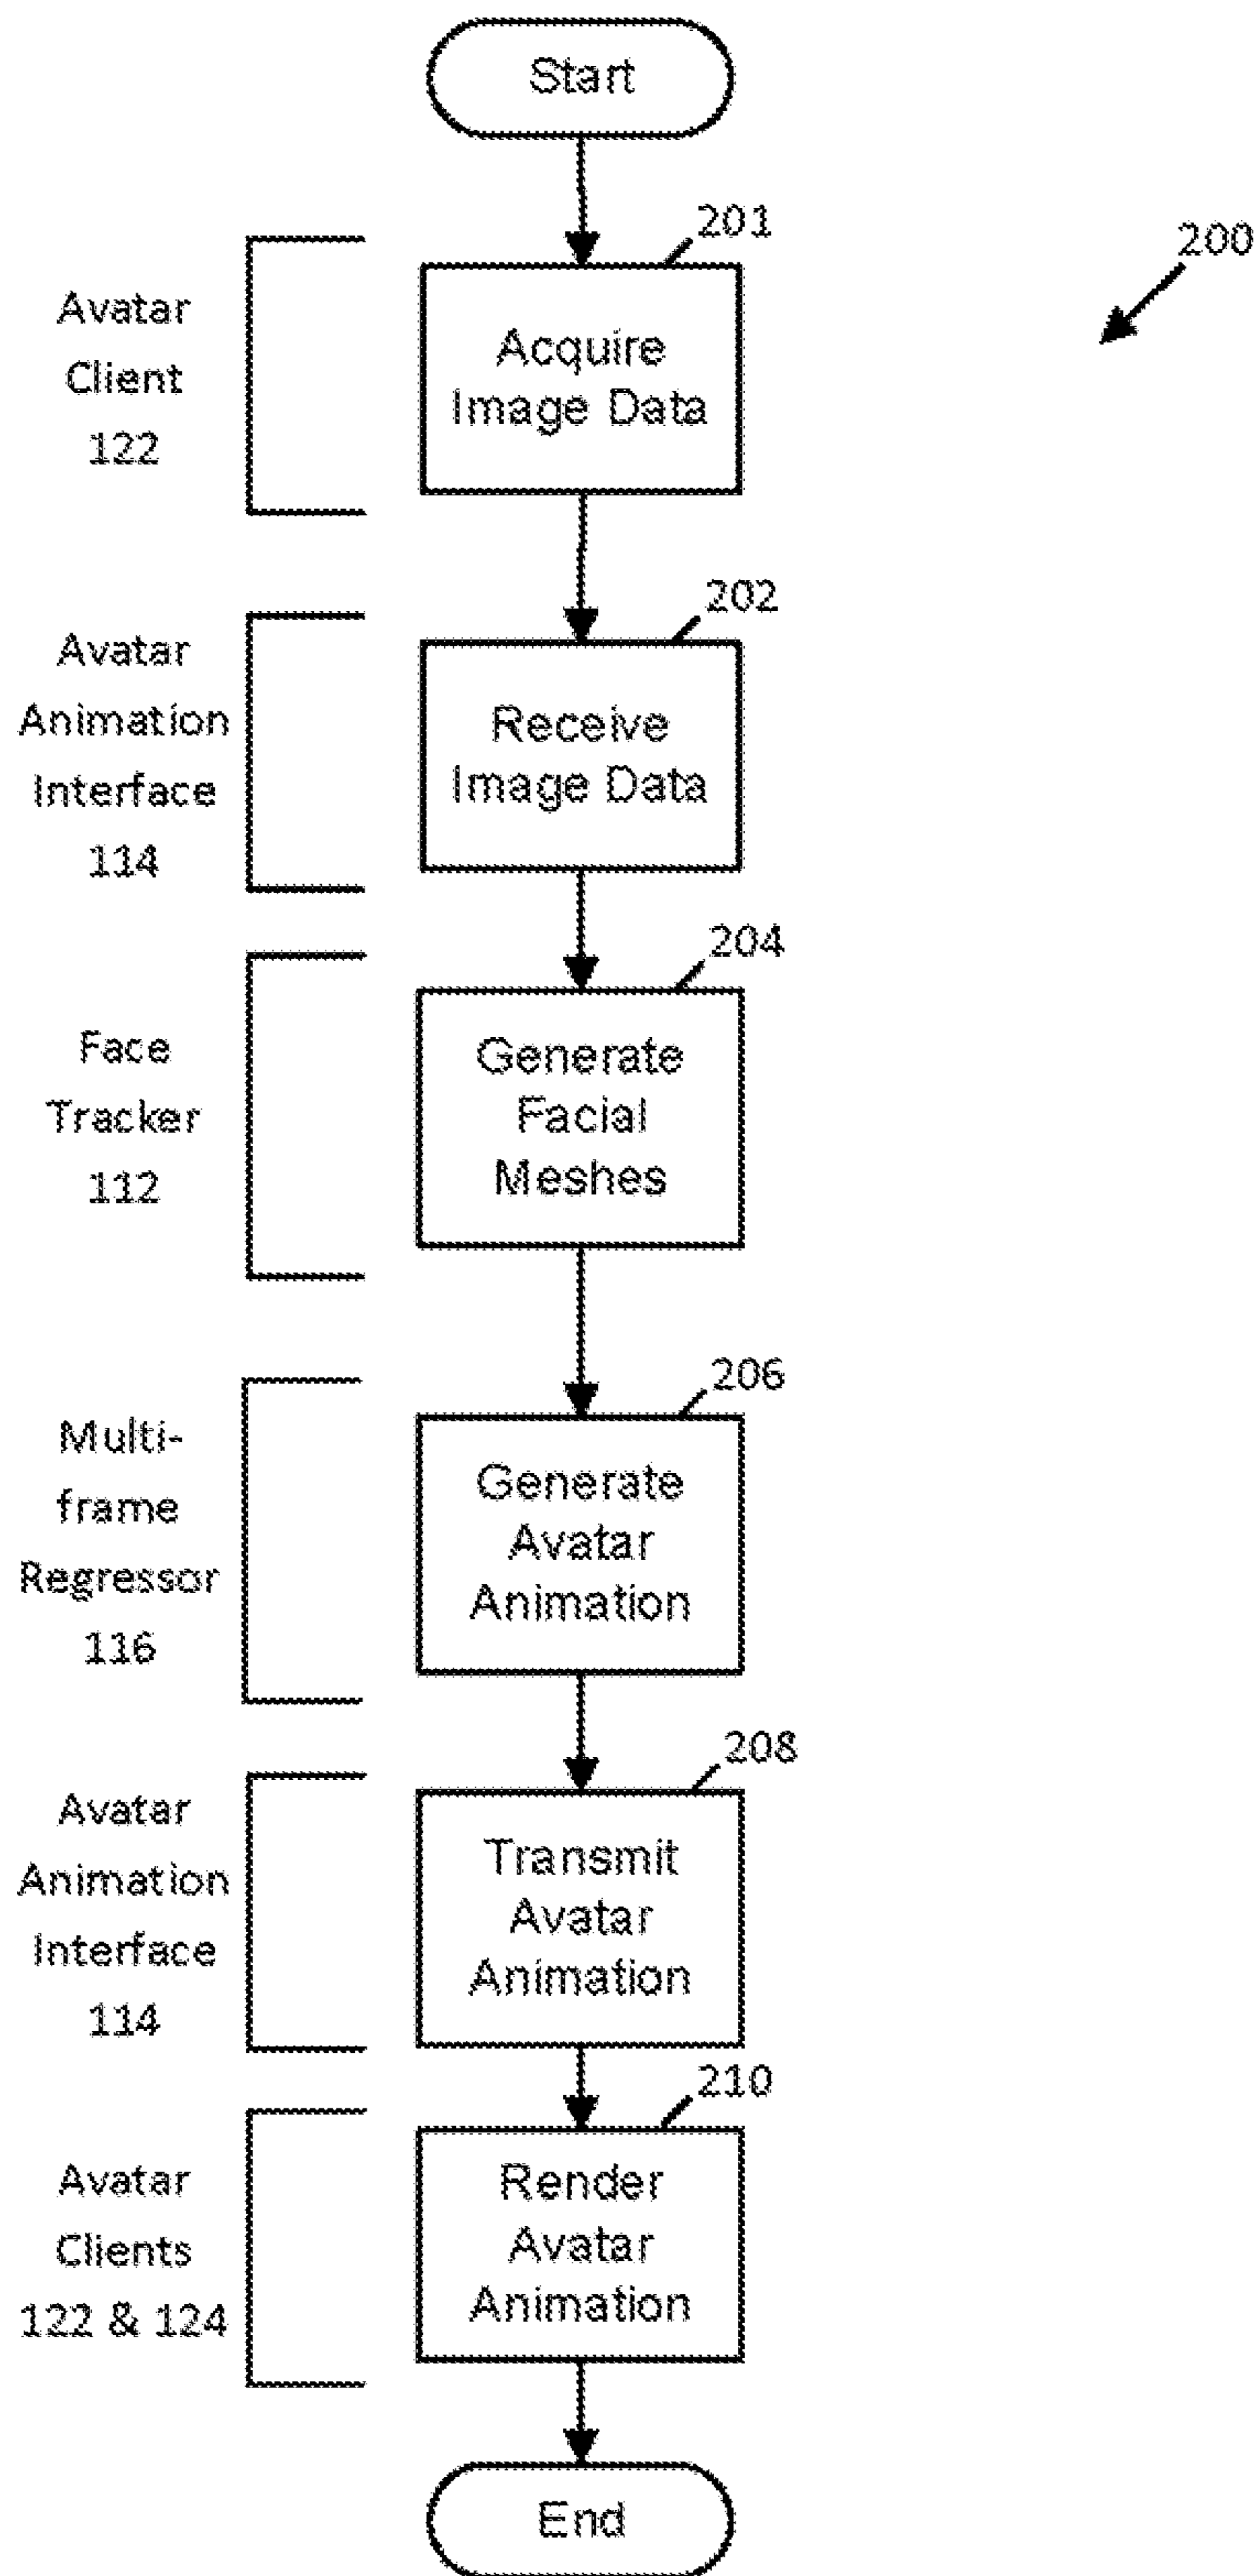 Start
201
200
Avatar
Client
122
Acquire
Image Data
202
Avatar
Animation
Interface
114
Receive
Image Data
204
Face
Tracker
112
Generate
Facial
Meshes
206
Multi-
frame
Regressor
116
Generate
Avatar
Animation
208
Avatar
Animation
Interface
114
Transmit
Avatar
Animation
210
Avatar
Clients
122 & 124
Render
Avatar
Animation
End